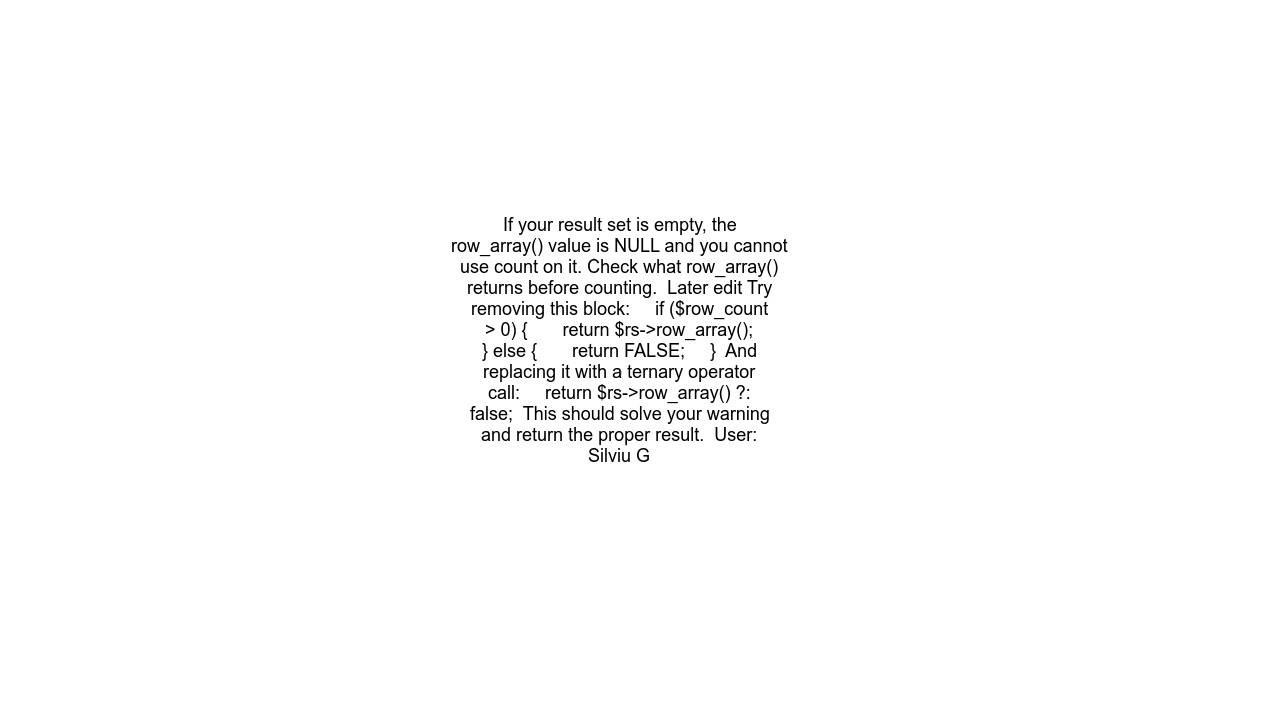 If your result set is empty, the
row_array() value is NULL and you cannot
use count on it. Check what row_array()
returns before counting.  Later edit Try
removing this block:     if ($row_count
> 0) {       return $rs->row_array();
} else {       return FALSE;     }  And
replacing it with a ternary operator
call:     return $rs->row_array() ?:
false;  This should solve your warning
and return the proper result.  User:
Silviu G